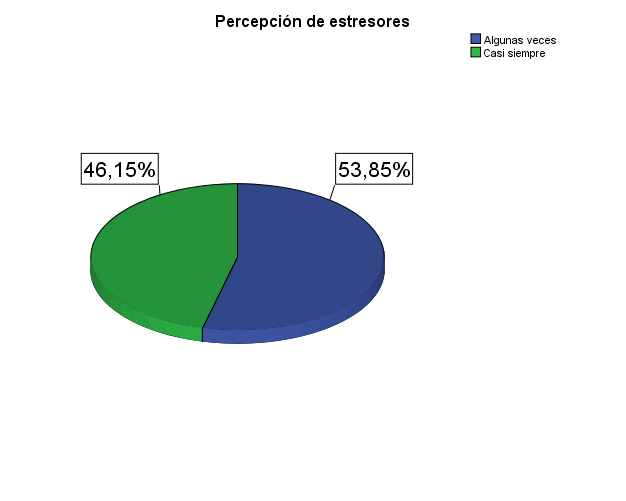 Percepción de estresores
Algunas veces
Casi siempre
46,15%
53,85%